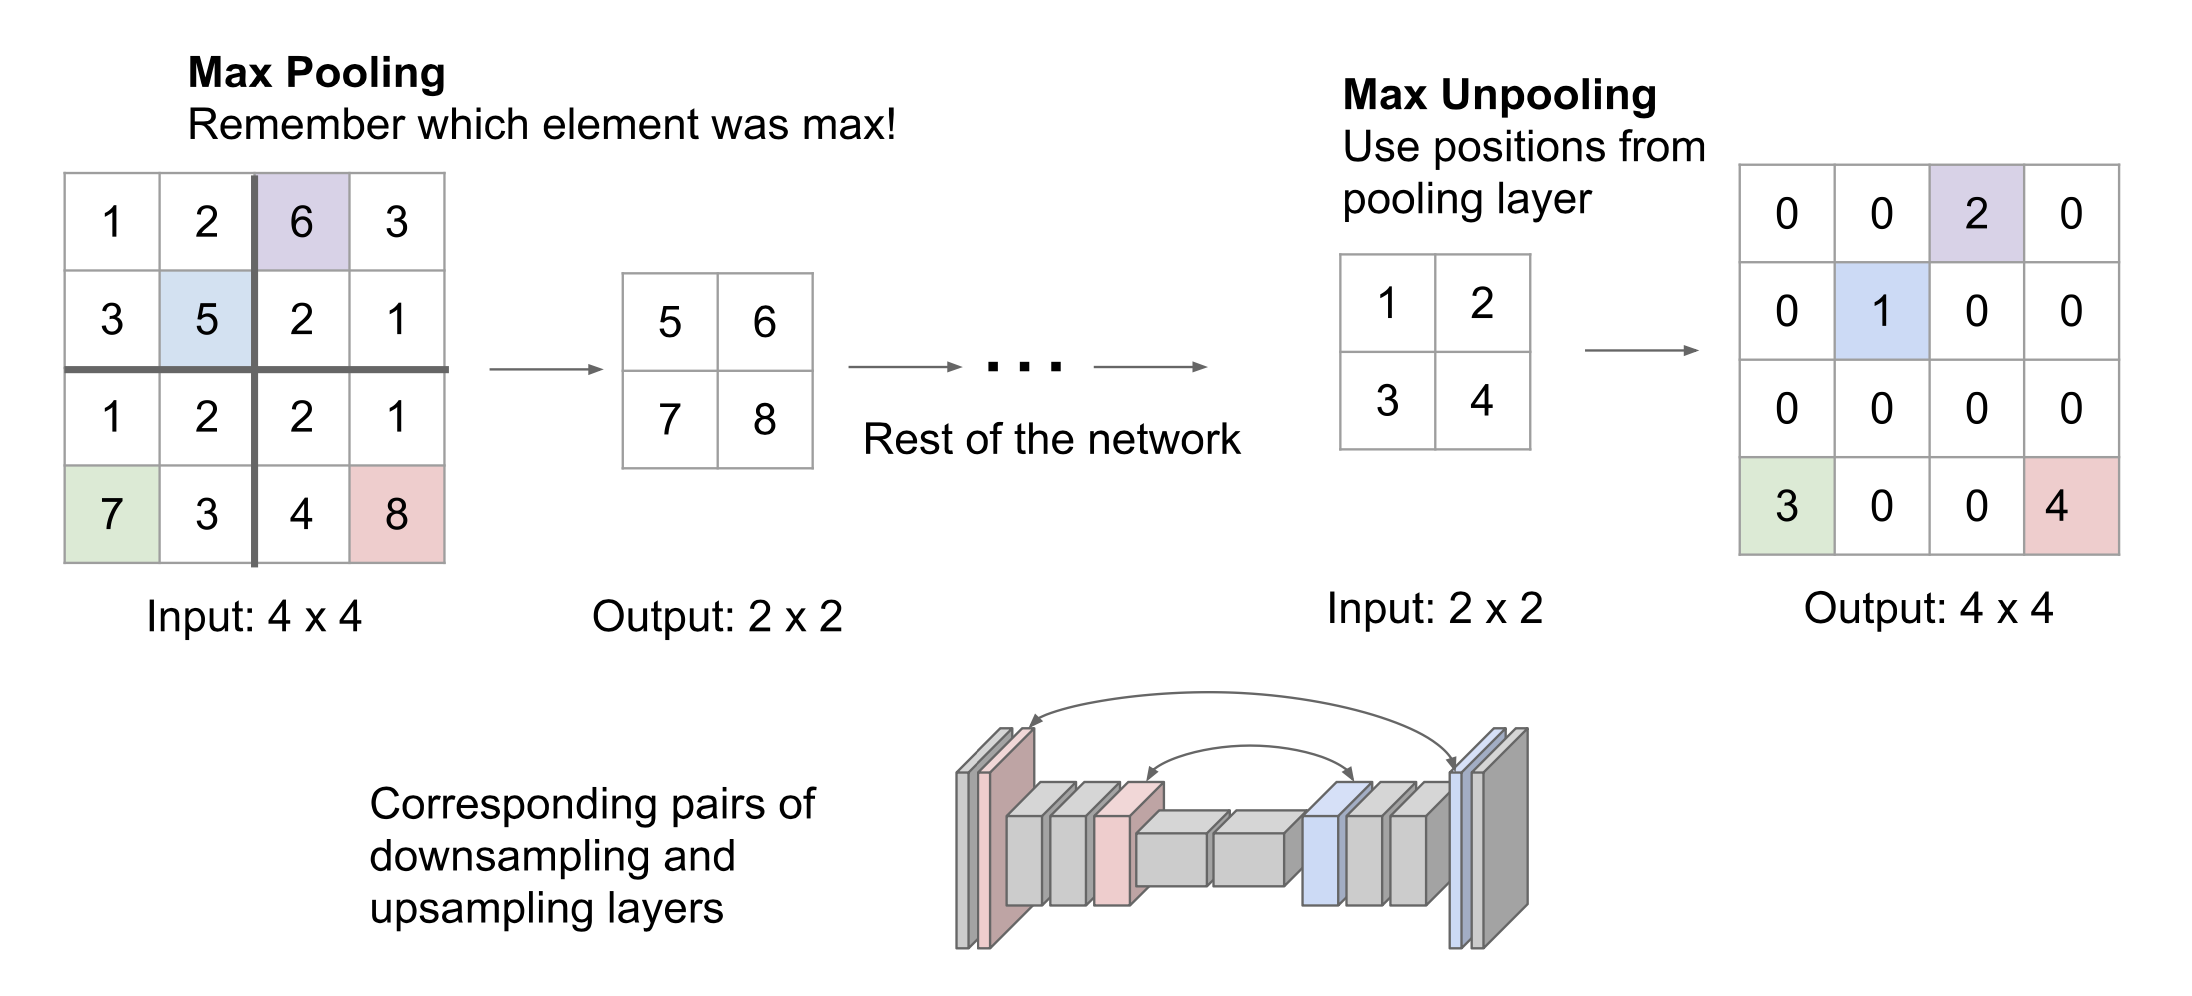 Max Pooling
Remember which element was max!
1 2 6 3
3 5 2 1
1 2 2 1
7 3 4 8
Input: 4 x 4
5 6
7 8
Output: 2 x 2
...
Rest of the network
Max Unpooling
Use positions from
pooling layer
1 2
3 4
Input: 2 x 2
0 0 2 0
0 1 0 0
0 0 0 0
3 0 0 4
Output: 4 x 4
Corresponding pairs of
downsampling and
upsampling layers